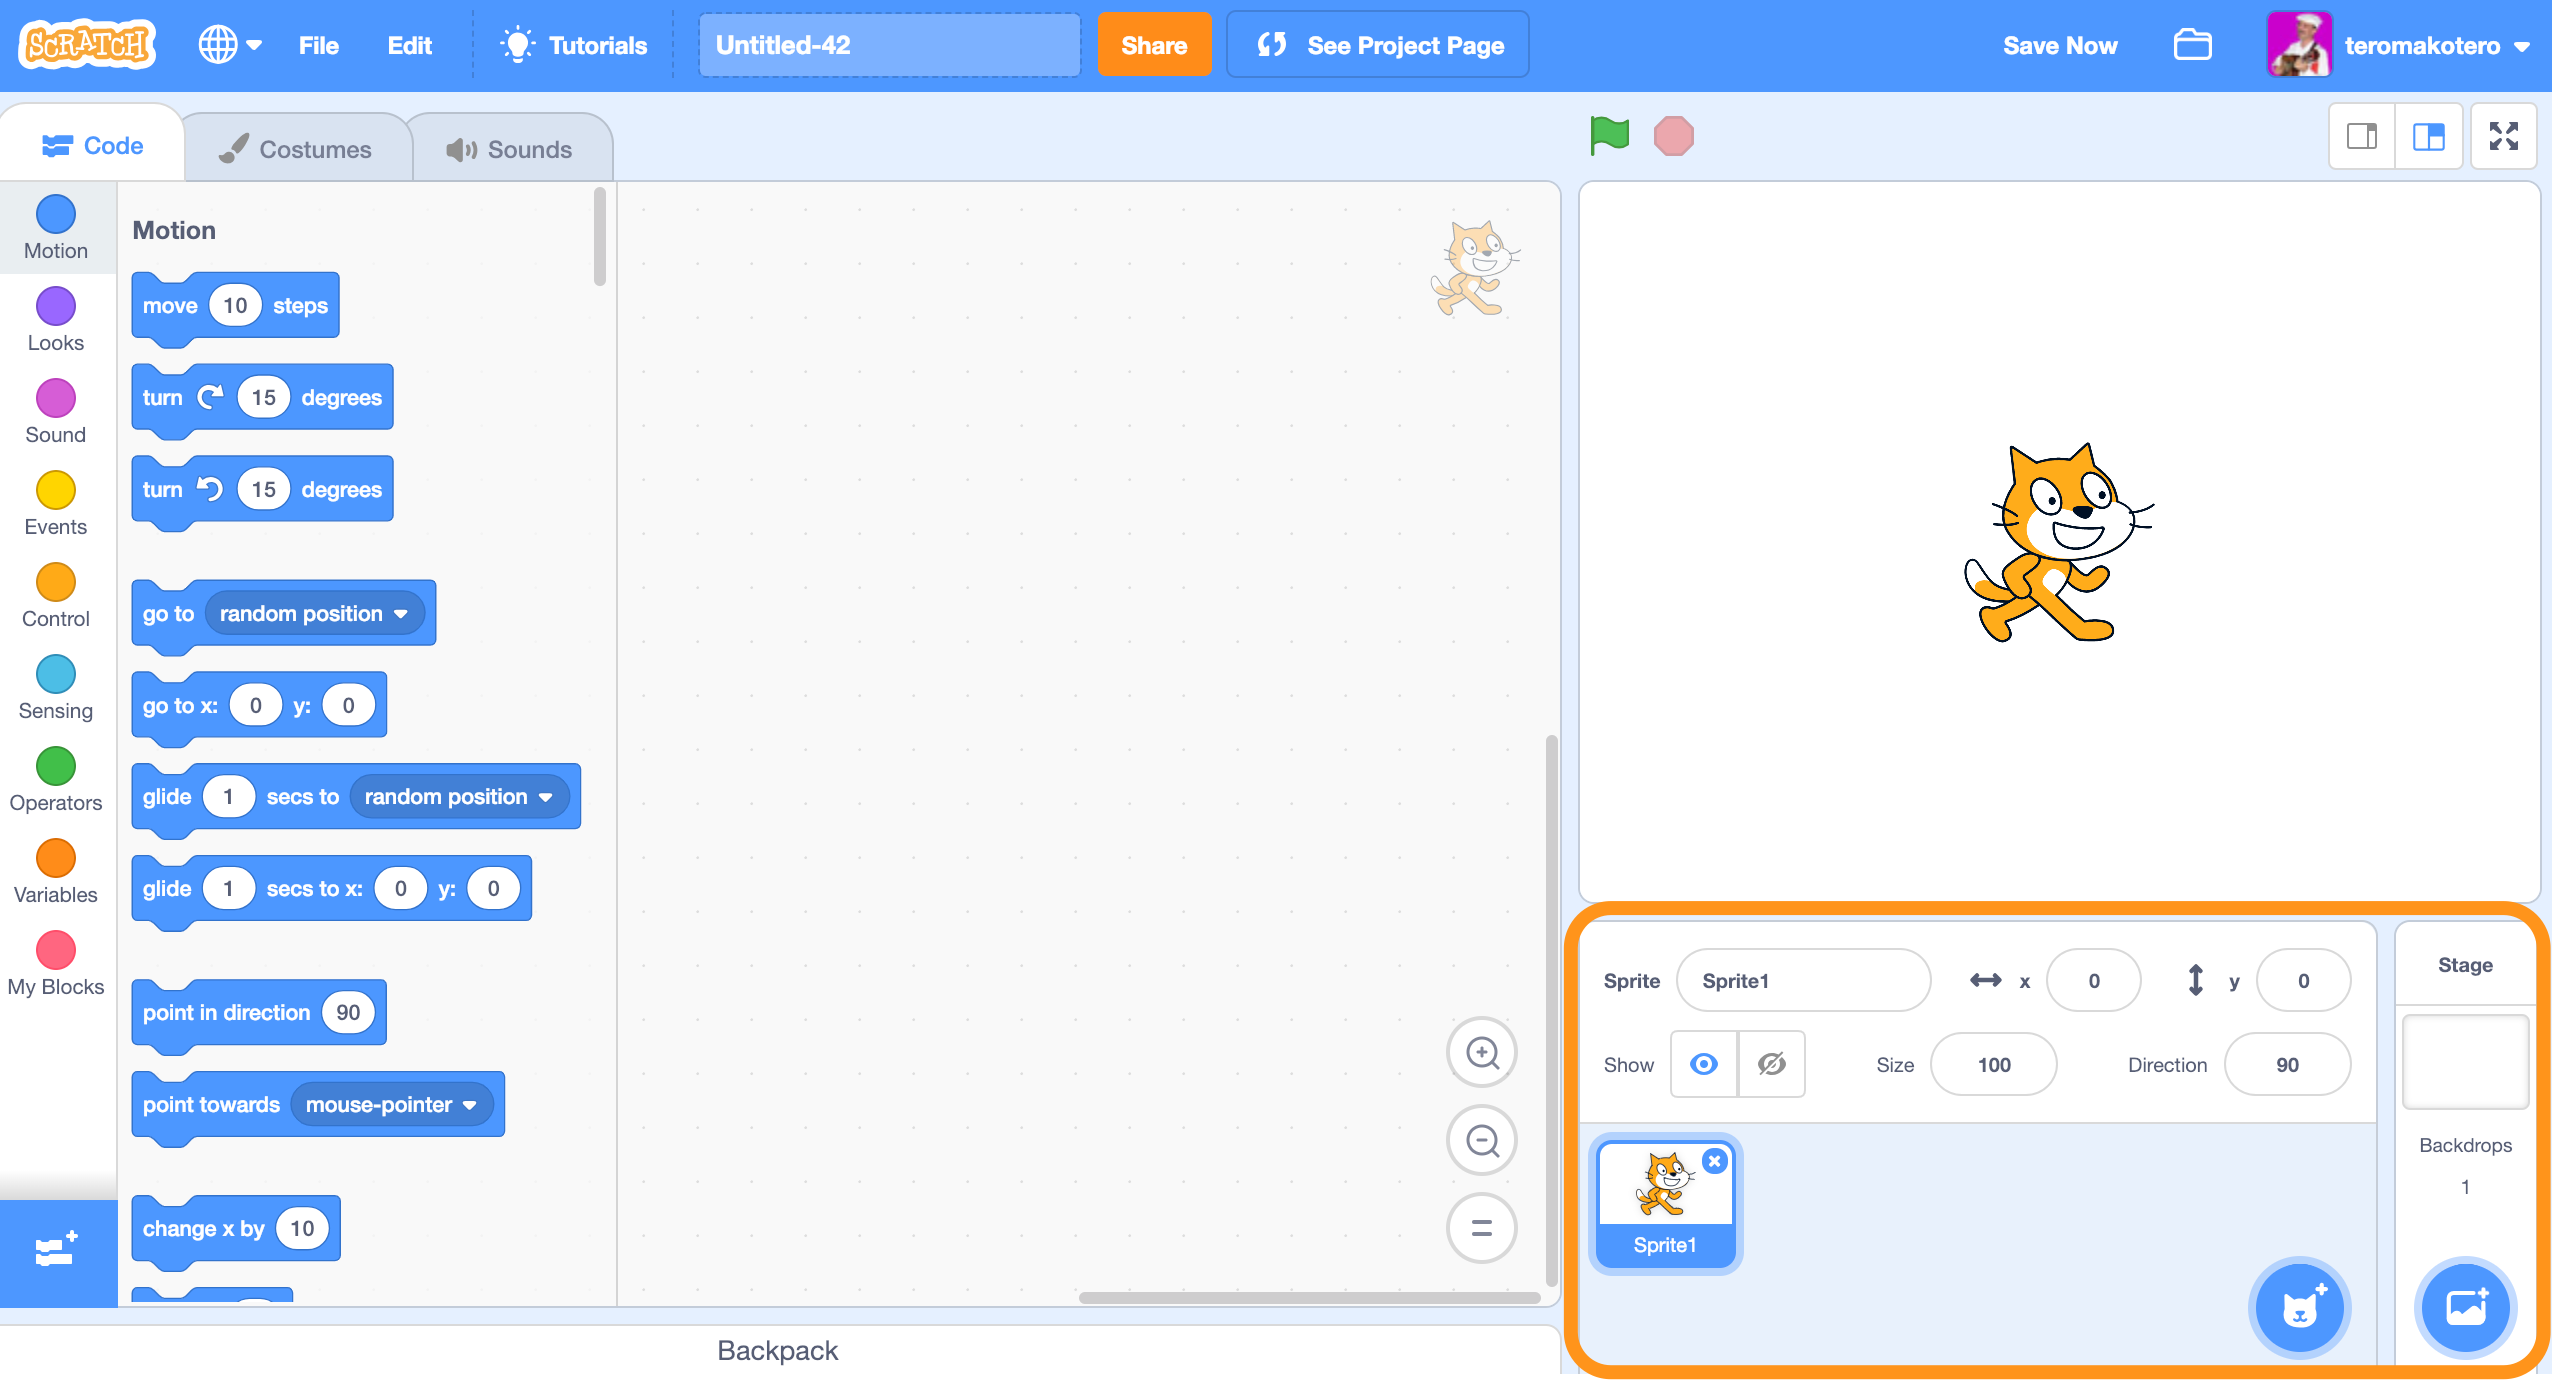 SCRATCH File Edit Tutorials Untitled-42 Share See Project Page Save Now teromakotero
Code Costumes Sounds
Motion
Looks
Sound
Events
Control
Sensing
Operators
Variables
My Blocks
Motion
move 10 steps
turn 15 degrees
turn 15 degrees
go to random position
go to x: 0 y: 0
glide 1 secs to random position
glide 1 secs to x: 0 y: 0
point in direction 90
point towards mouse-pointer
change x by 10
Backpack
Sprite Sprite1 x 0 y 0
Show Size 100 Direction 90
Sprite1
Stage
Backdrops
1